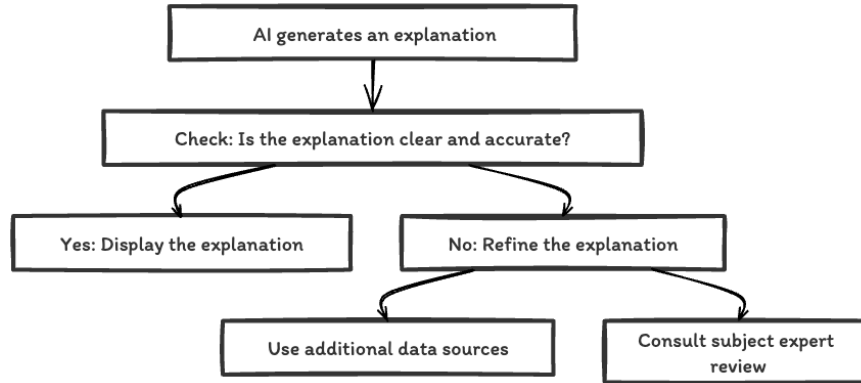 AI generates an explanation
Check: Is the explanation clear and accurate?
Yes: Display the explanation
No: Refine the explanation
Use additional data sources
Consult subject expert
review